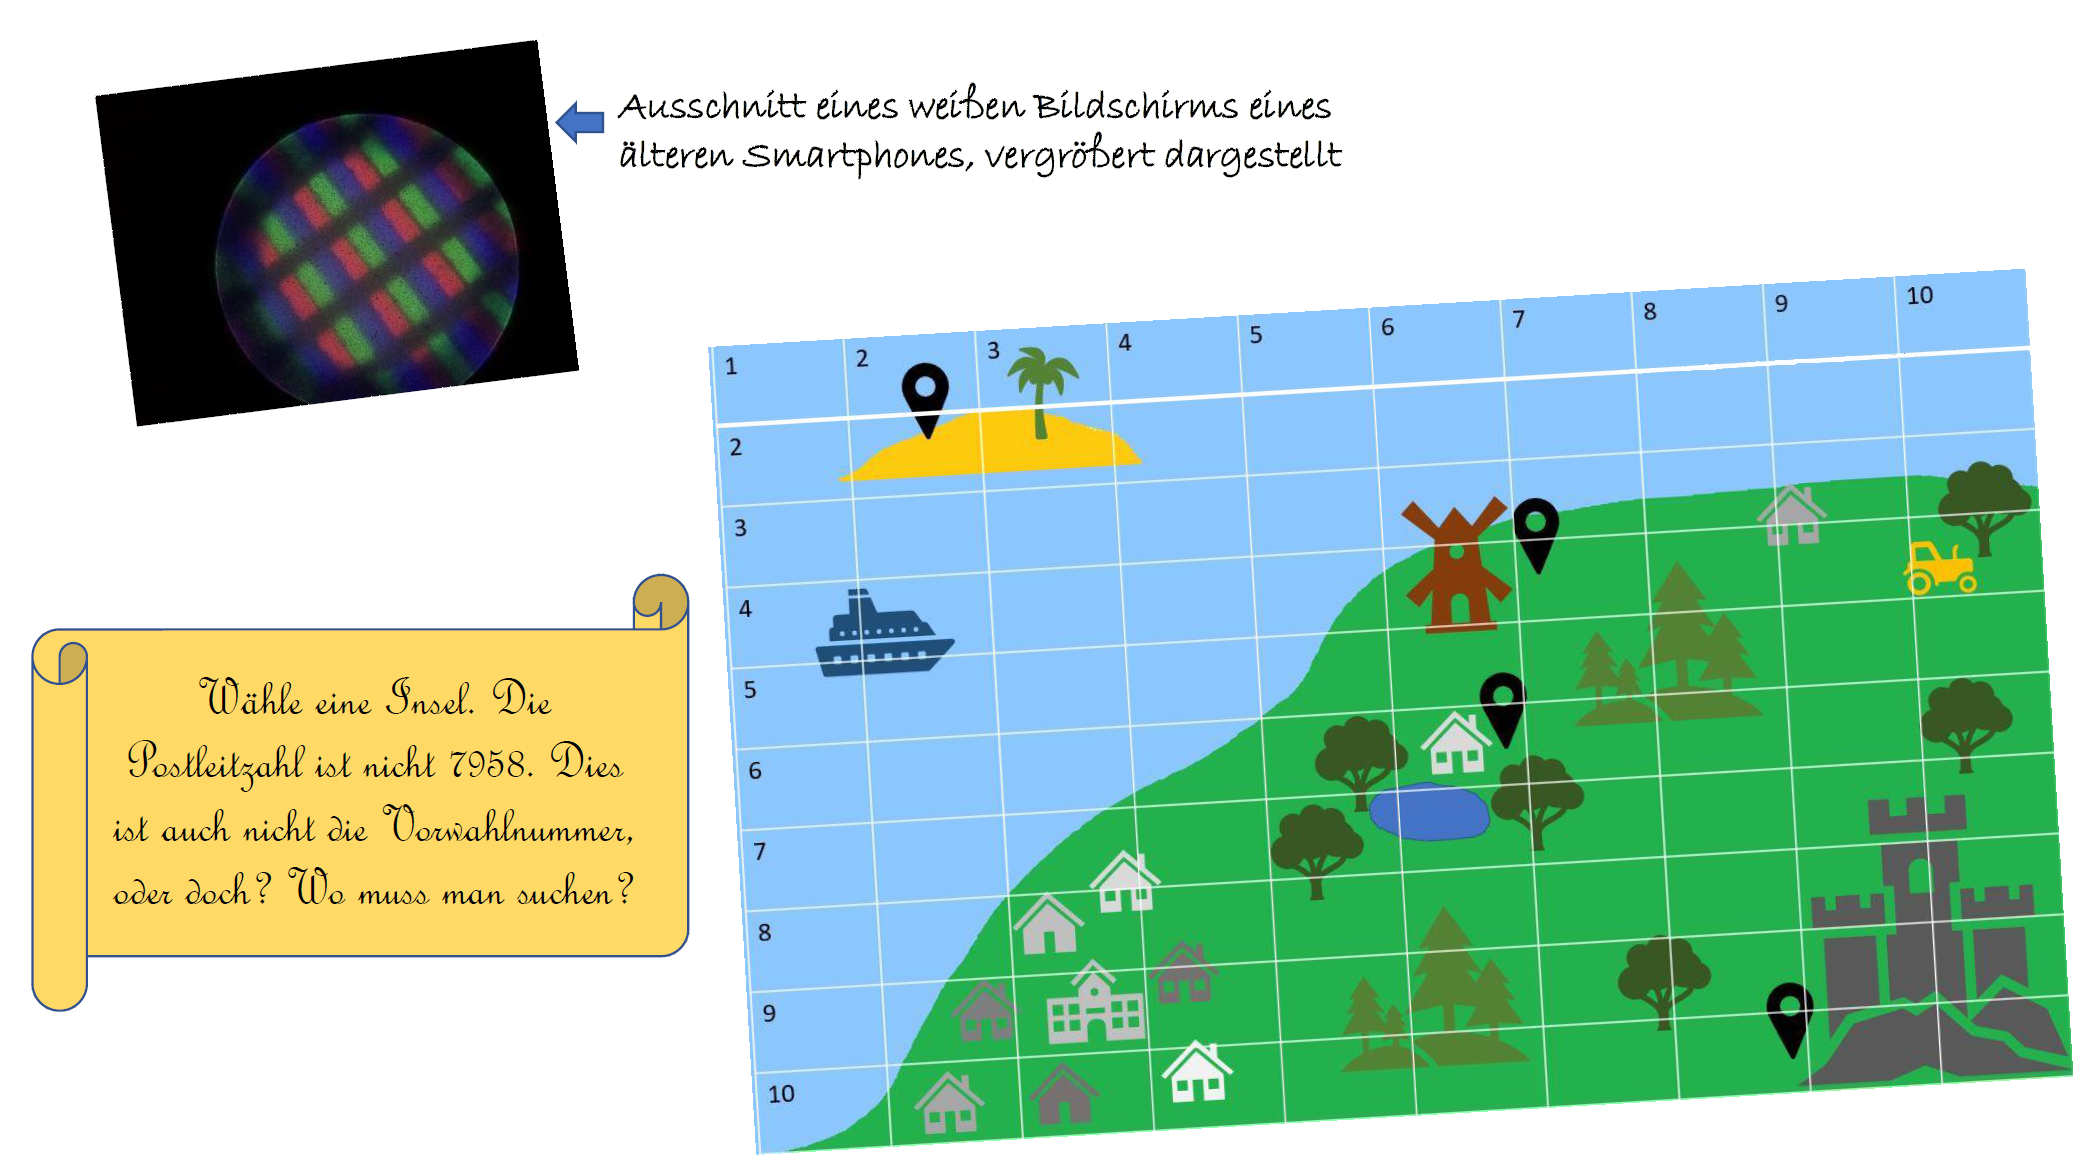 Ausschnitt eines weißen Bildschirms eines
älteren Smartphones, vergrößert dargestellt
1 2 3 4 5 6 7 8 9 10
2
3
4
5
6
7
8
9
10
Wähle eine Insel. Die
Postleitzahl ist nicht 7958. Dies
ist auch nicht die Vorwahlnummer,
oder doch? Wo muss man suchen?